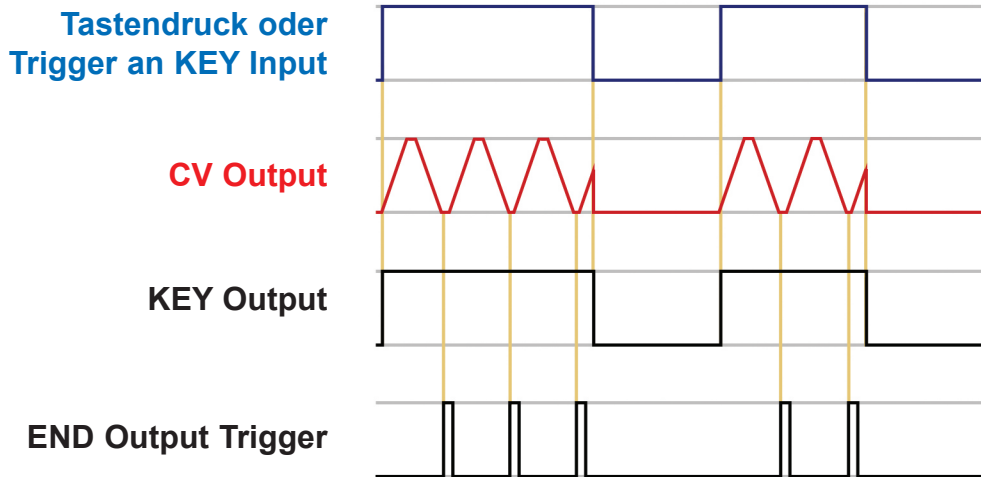 Tastendruck oder
Trigger an KEY Input
CV Output
KEY Output
END Output Trigger